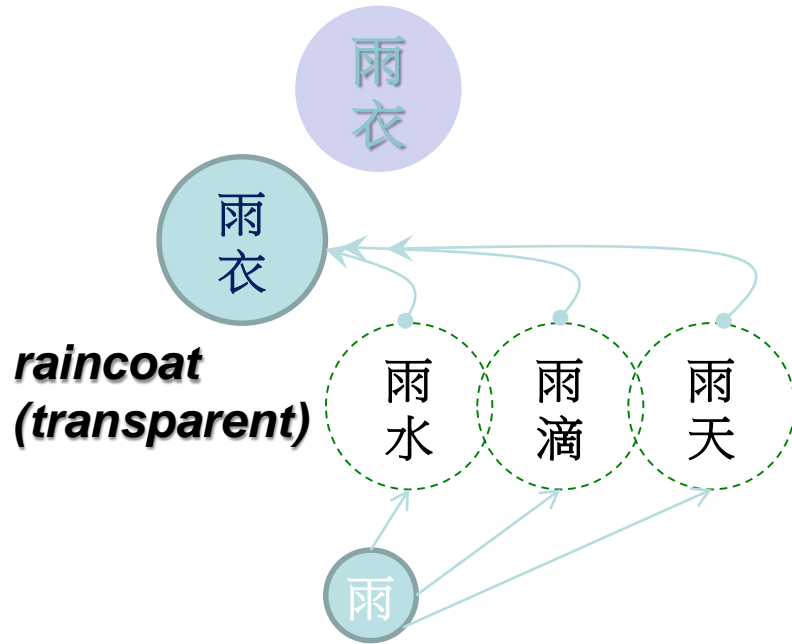 雨衣
雨衣
raincoat
(transparent)
雨水
雨滴
雨天
雨